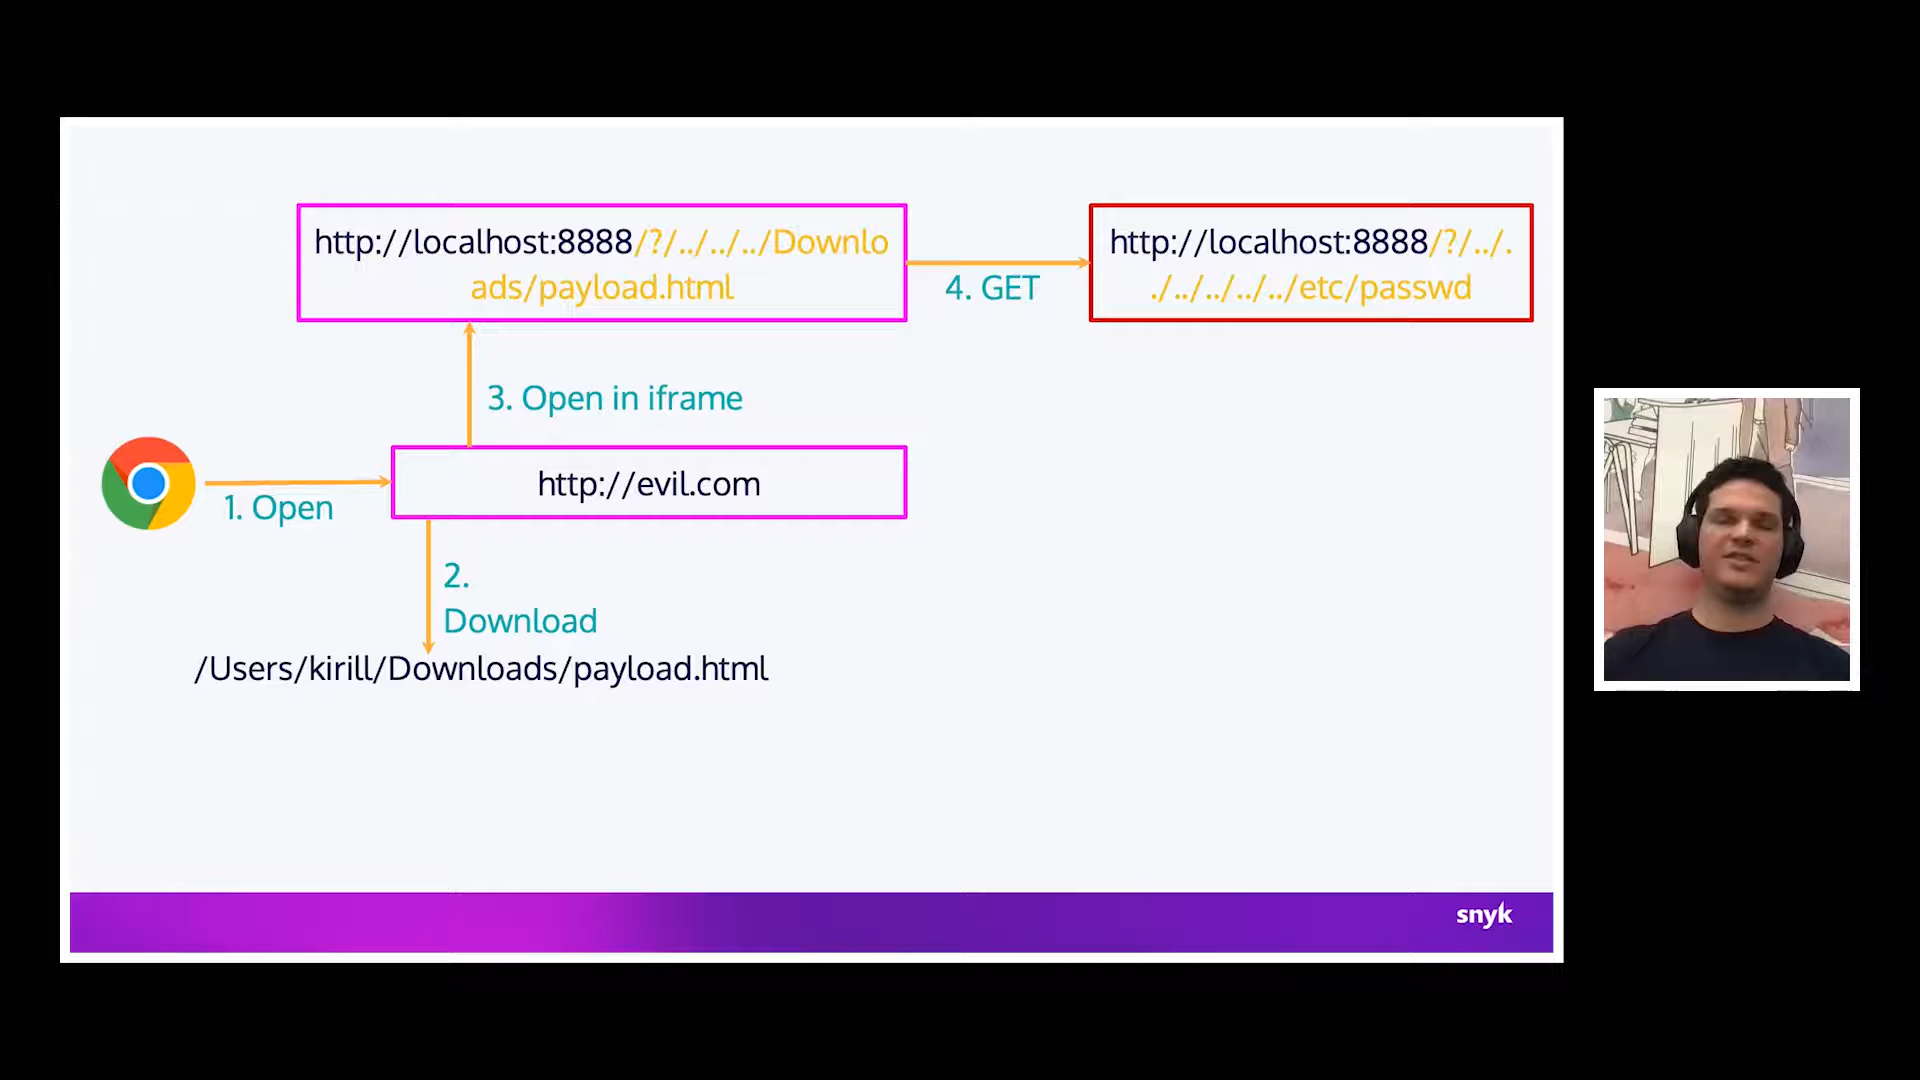 http://localhost:8888/?/../../../Downlo
ads/payload.html
4. GET
http://localhost:8888/?/../.
./../../../../etc/passwd
3. Open in iframe
1. Open
http://evil.com
2.
Download
/Users/kirill/Downloads/payload.html
snyk